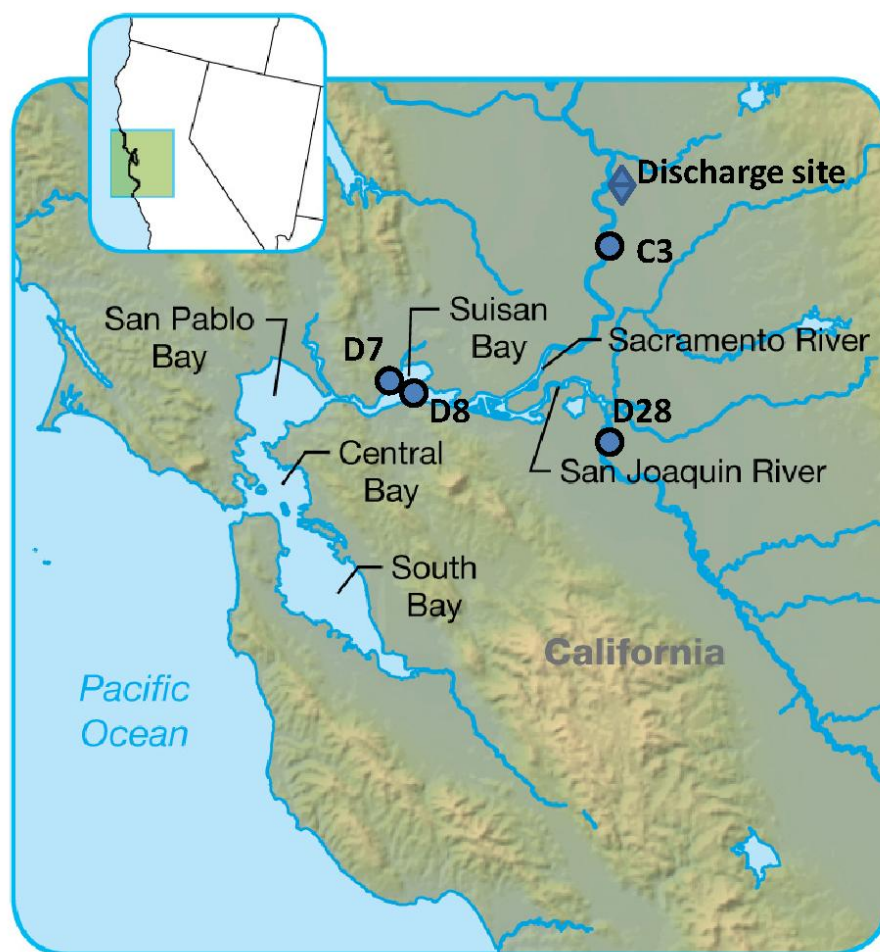 Discharge site
C3
San Pablo
Bay
Suisan
Bay
D7
Sacramento River
D8
D28
Central
Bay
San Joaquin River
South
Bay
California
Pacific
Ocean